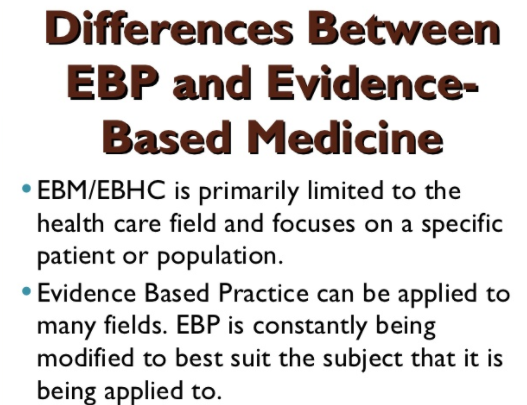 Differences Between
EBP and Evidence-
Based Medicine
• EBM/EBHC is primarily limited to the
health care field and focuses on a specific
patient or population.
• Evidence Based Practice can be applied to
many fields. EBP is constantly being
modified to best suit the subject that it is
being applied to.